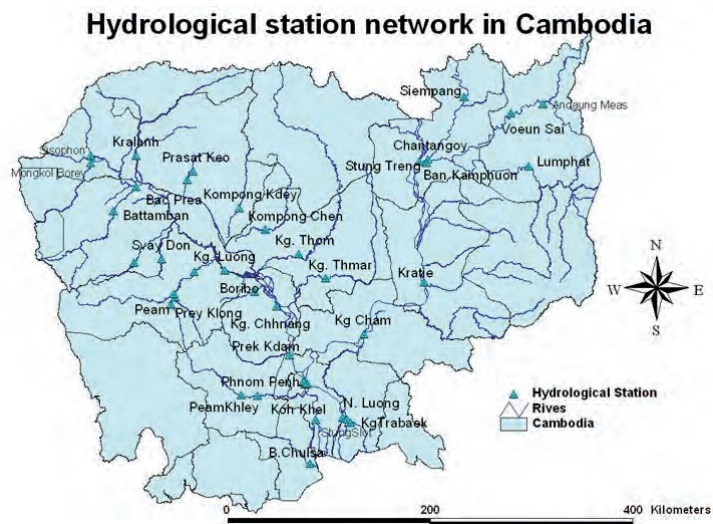 Hydrological station network in Cambodia
Siempang
Andaung Meas
Voeun Sai
Chantangoy
Stung Treng
Ban Kamphuon
Lumphat
Sisophon
Mongkol Borey
Kralanh
Prasat Keo
Bac Prea
Kompong Kdey
Battamban
Kompong Chen
Svay Don
Kg. Luong
Kg. Thom
Kg. Thmar
Kratie
Boribo
Peam
Prey Klong
Kg. Chhnang
Kg Cham
Prek Kdam
Phnom Penh
PeamKhley
Koh Khel
N. Luong
KgTrabaek
StungSlot
B.Chulsa
N
W
E
S
Hydrological Station
Rives
Cambodia
0
200
400 Kilometers